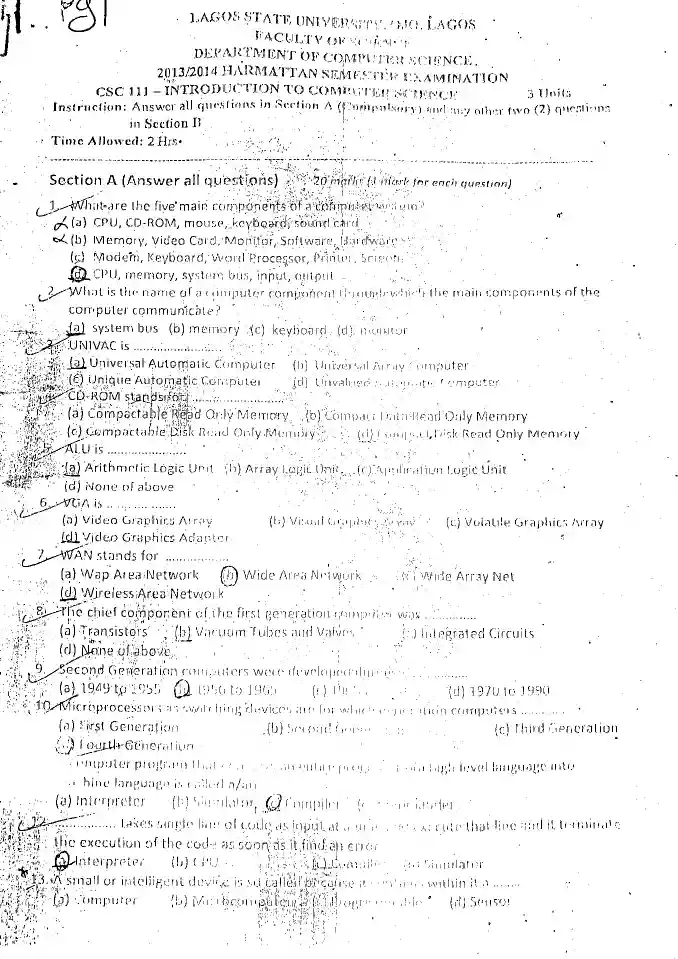 pg1
LAGOS STATE UNIVERSITY, OJO, LAGOS
FACULTY OF SCIENCE
DEPARTMENT OF COMPUTER SCIENCE.
2013/2014 HARMATTAN SEMESTER EXAMINATION
CSC 111 – INTRODUCTION TO COMPUTER SCIENCE 3 Units
Instruction: Answer all questions in Section A (Compulsory) and any other two (2) questions
in Section B
Time Allowed: 2 Hrs
Section A (Answer all questions) 20 marks (1 mark for each question)
1. What are the five main components of a computer system?
(a) CPU, CD-ROM, mouse, keyboard, sound card
(b) Memory, Video Card, Monitor, Software, Hardware
(c) Modem, Keyboard, Word Processor, Printer, Screen
(d) CPU, memory, system bus, input, output
2. What is the name of a computer component through which the main components of the
computer communicate?
(a) system bus (b) memory (c) keyboard (d) monitor
3. UNIVAC is ........................
(a) Universal Automatic Computer (b) Universal Array Computer
(c) Unique Automatic Computer (d) Unvalued Computer
CD-ROM stands for ........................
(a) Compactable Read Only Memory (b) Compact Data Read Only Memory
(c) Compactable Disk Read Only Memory (d) Compact Disk Read Only Memory
5. ALU is ......................
(a) Arithmetic Logic Unit (b) Array Logic Unit (c) Application Logic Unit
(d) None of above
6. VGA is ...................
(a) Video Graphics Array (b) Visual Graphics Array (c) Volatile Graphics Array
(d) Video Graphics Adapter
7. WAN stands for .................
(a) Wap Area Network (b) Wide Area Network (c) Wide Array Net
(d) Wireless Area Network
8. The chief component of the first generation computer was ..............
(a) Transistors (b) Vacuum Tubes and Valves (c) Integrated Circuits
(d) None of above
9. Second Generation computers were developed during ..............
(a) 1949 to 1955 (b) 1956 to 1965 (d) 1970 to 1990
10. Microprocessors as switching devices are for which generation computers ............
(a) First Generation (b) Second Generation (c) Third Generation
(d) Fourth Generation
computer program that an entire program from high level language into
machine language is called a/an
(a) Interpreter (b) Simulator (c) Compiler
12. ................ takes single line of code as input at a time and execute that line and it terminate
the execution of the code as soon as it find an error
(a) Interpreter (b) CPU (c) Compiler (d) Simulator
13. A small or intelligent device is so called because it contains within it a .......
(a) Computer (b) Microcomputer (c) Programmable (d) Sensor